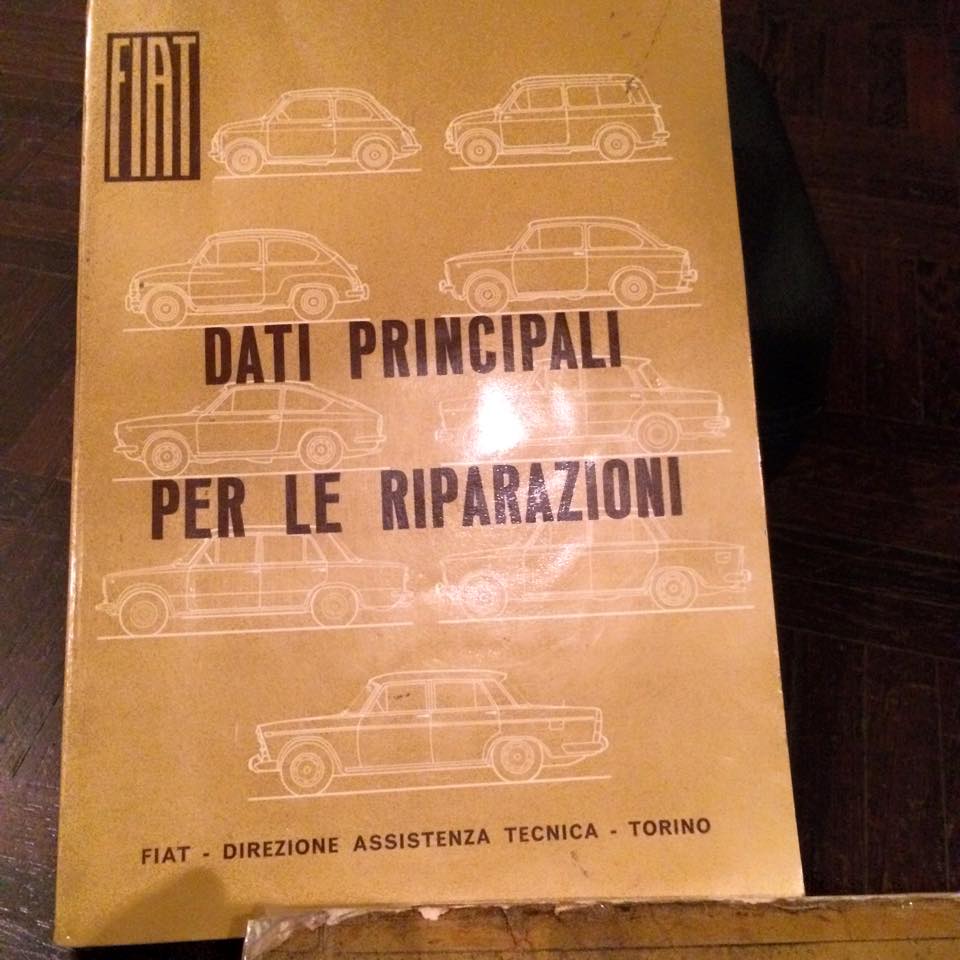 FIAT
DATI PRINCIPALI
PER LE RIPARAZIONI
FIAT - DIREZIONE ASSISTENZA TECNICA - TORINO